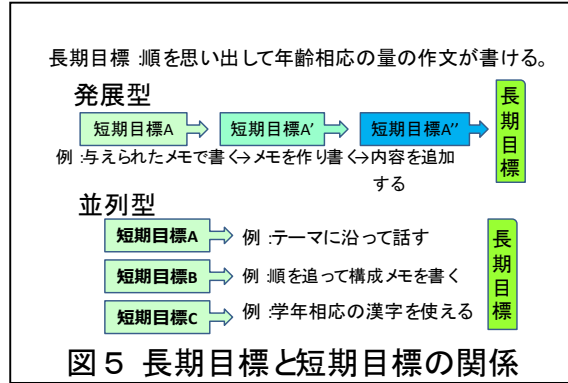 長期目標:順を思い出して年齢相応の量の作文が書ける。
発展型
短期目標A 短期目標A' 短期目標A''
長期目標
例:与えられたメモで書く→メモを作り書く→内容を追加
する
並列型
短期目標A 例:テーマに沿って話す
短期目標B 例:順を追って構成メモを書く
短期目標C 例:学年相応の漢字を使える
長期目標
図5 長期目標と短期目標の関係